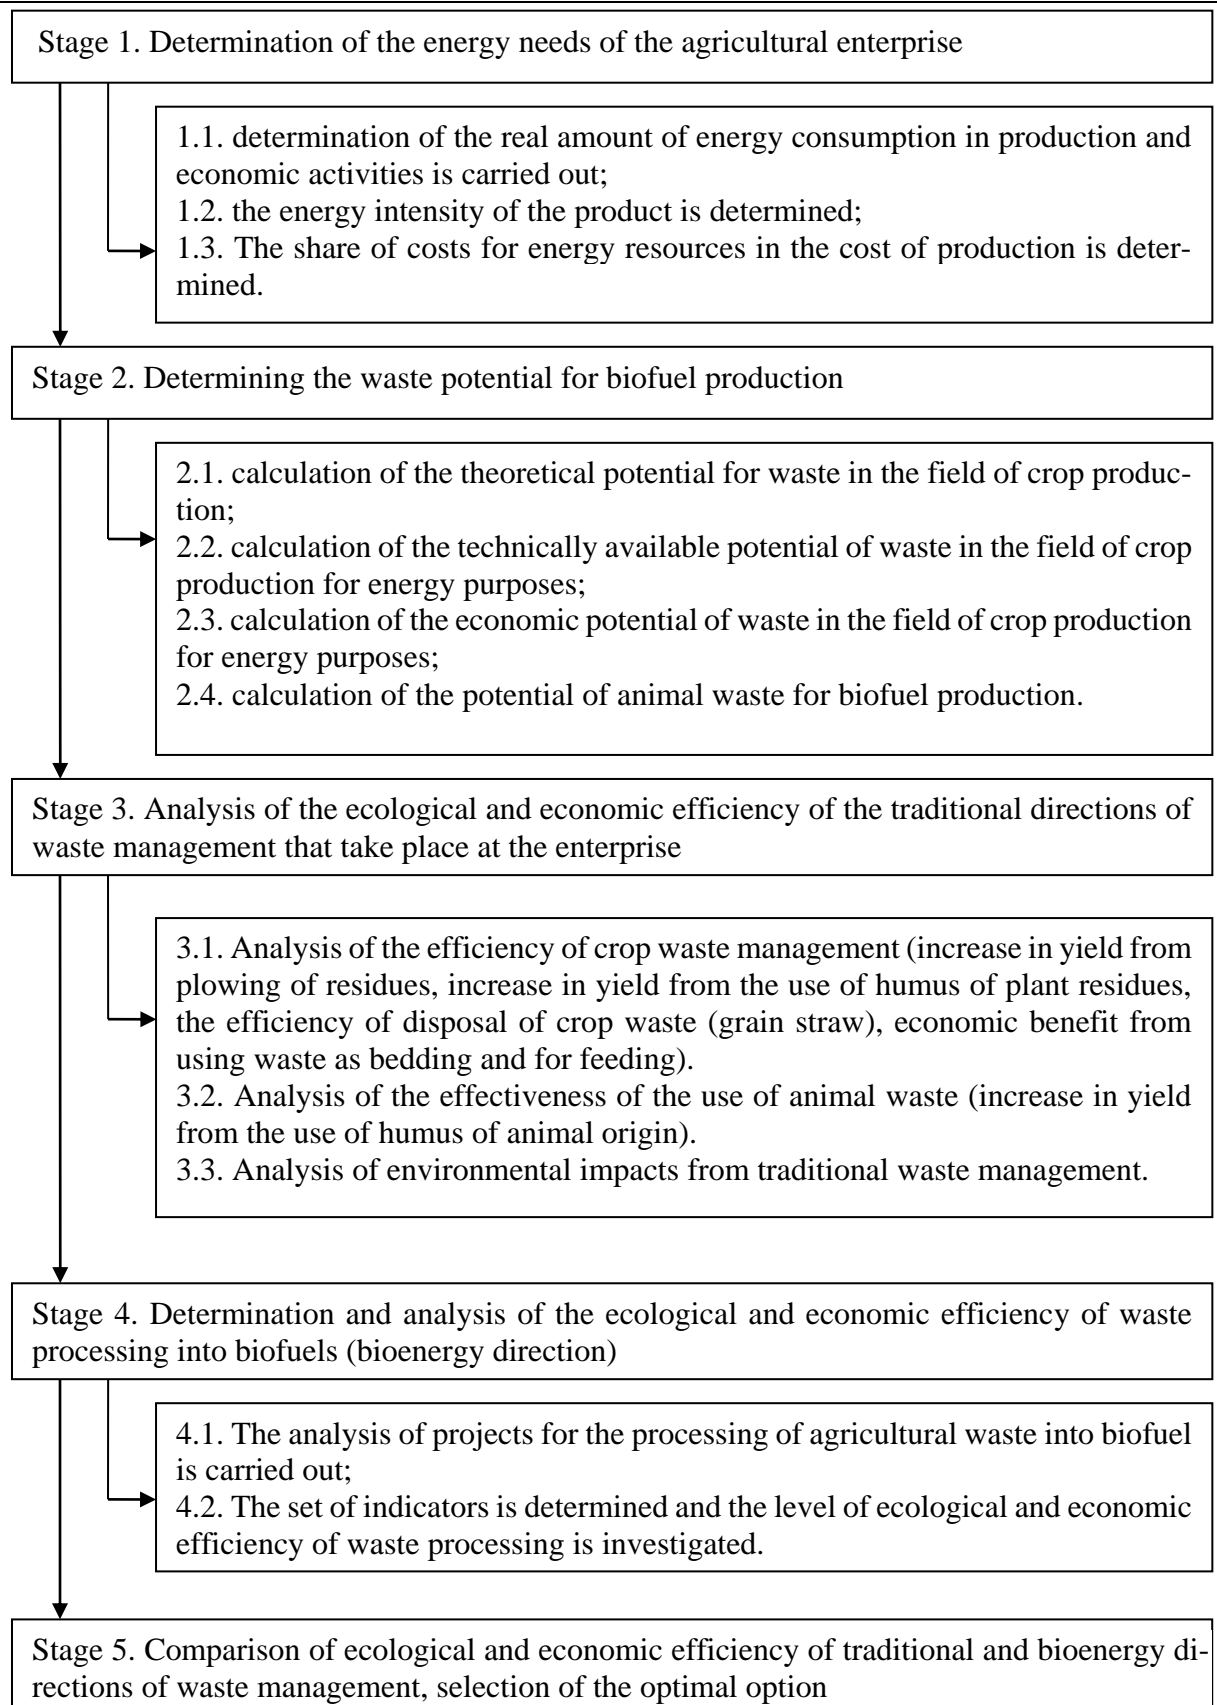 Stage 1. Determination of the energy needs of the agricultural enterprise
1.1. determination of the real amount of energy consumption in production and
economic activities is carried out;
1.2. the energy intensity of the product is determined;
1.3. The share of costs for energy resources in the cost of production is deter-
mined.
Stage 2. Determining the waste potential for biofuel production
2.1. calculation of the theoretical potential for waste in the field of crop produc-
tion;
2.2. calculation of the technically available potential of waste in the field of crop
production for energy purposes;
2.3. calculation of the economic potential of waste in the field of crop production
for energy purposes;
2.4. calculation of the potential of animal waste for biofuel production.
Stage 3. Analysis of the ecological and economic efficiency of the traditional directions of
waste management that take place at the enterprise
3.1. Analysis of the efficiency of crop waste management (increase in yield from
plowing of residues, increase in yield from the use of humus of plant residues,
the efficiency of disposal of crop waste (grain straw), economic benefit from
using waste as bedding and for feeding).
3.2. Analysis of the effectiveness of the use of animal waste (increase in yield
from the use of humus of animal origin).
3.3. Analysis of environmental impacts from traditional waste management.
Stage 4. Determination and analysis of the ecological and economic efficiency of waste
processing into biofuels (bioenergy direction)
4.1. The analysis of projects for the processing of agricultural waste into biofuel
is carried out;
4.2. The set of indicators is determined and the level of ecological and economic
efficiency of waste processing is investigated.
Stage 5. Comparison of ecological and economic efficiency of traditional and bioenergy di-
rections of waste management, selection of the optimal option